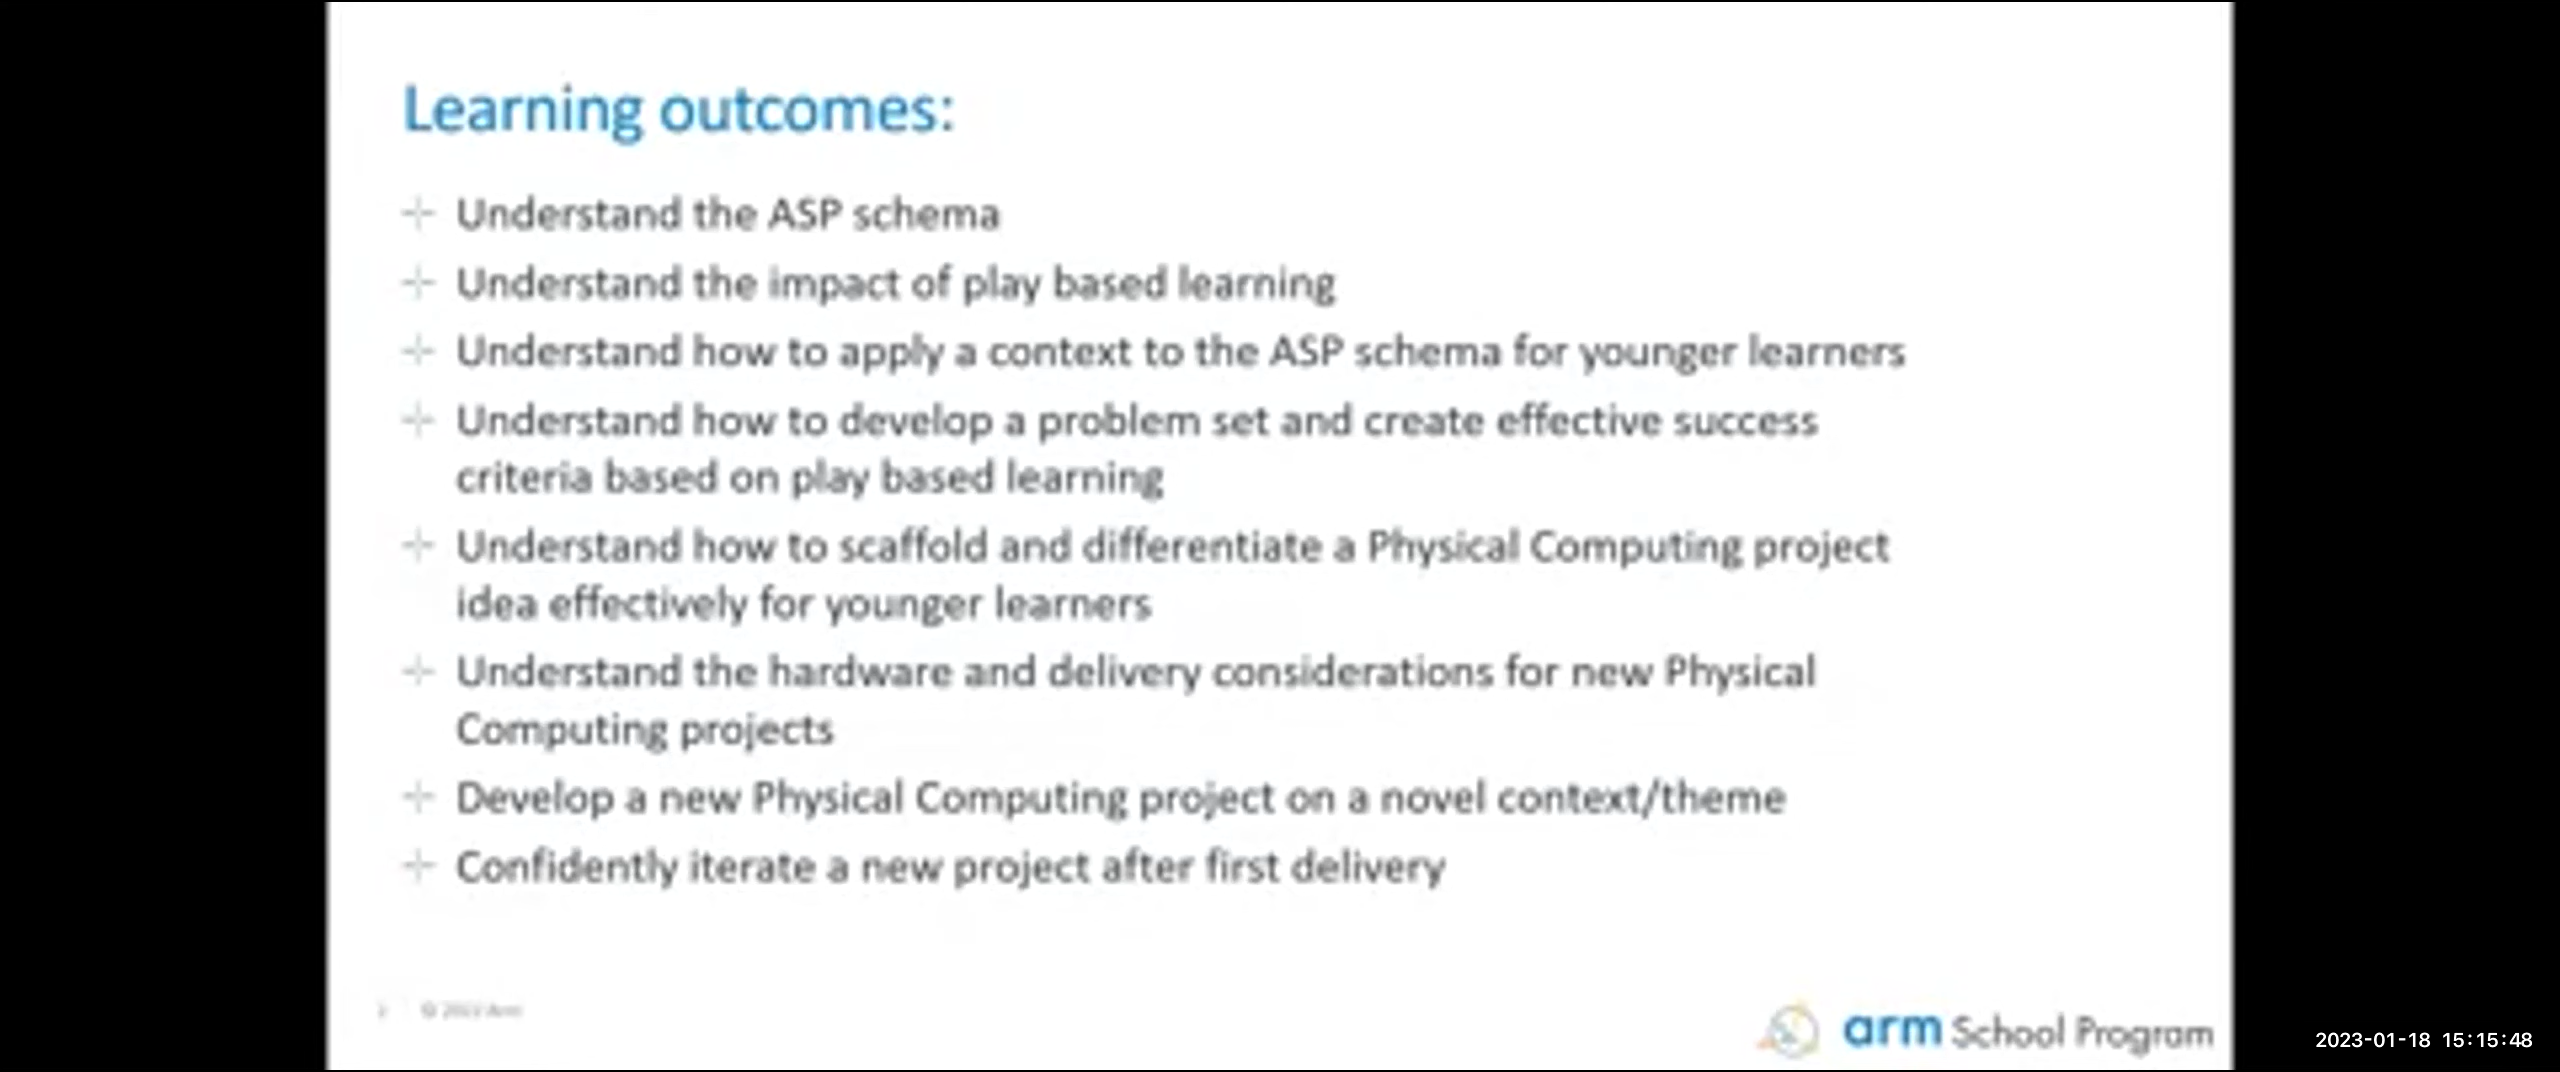 Learning outcomes:
Understand the ASP schema
Understand the impact of play based learning
Understand how to apply a context to the ASP schema for younger learners
Understand how to develop a problem set and create effective success
criteria based on play based learning
Understand how to scaffold and differentiate a Physical Computing project
idea effectively for younger learners
Understand the hardware and delivery considerations for new Physical
Computing projects
Develop a new Physical Computing project on a novel context/theme
Confidently iterate a new project after first delivery
arm School Program
2023-01-18 15:15:48